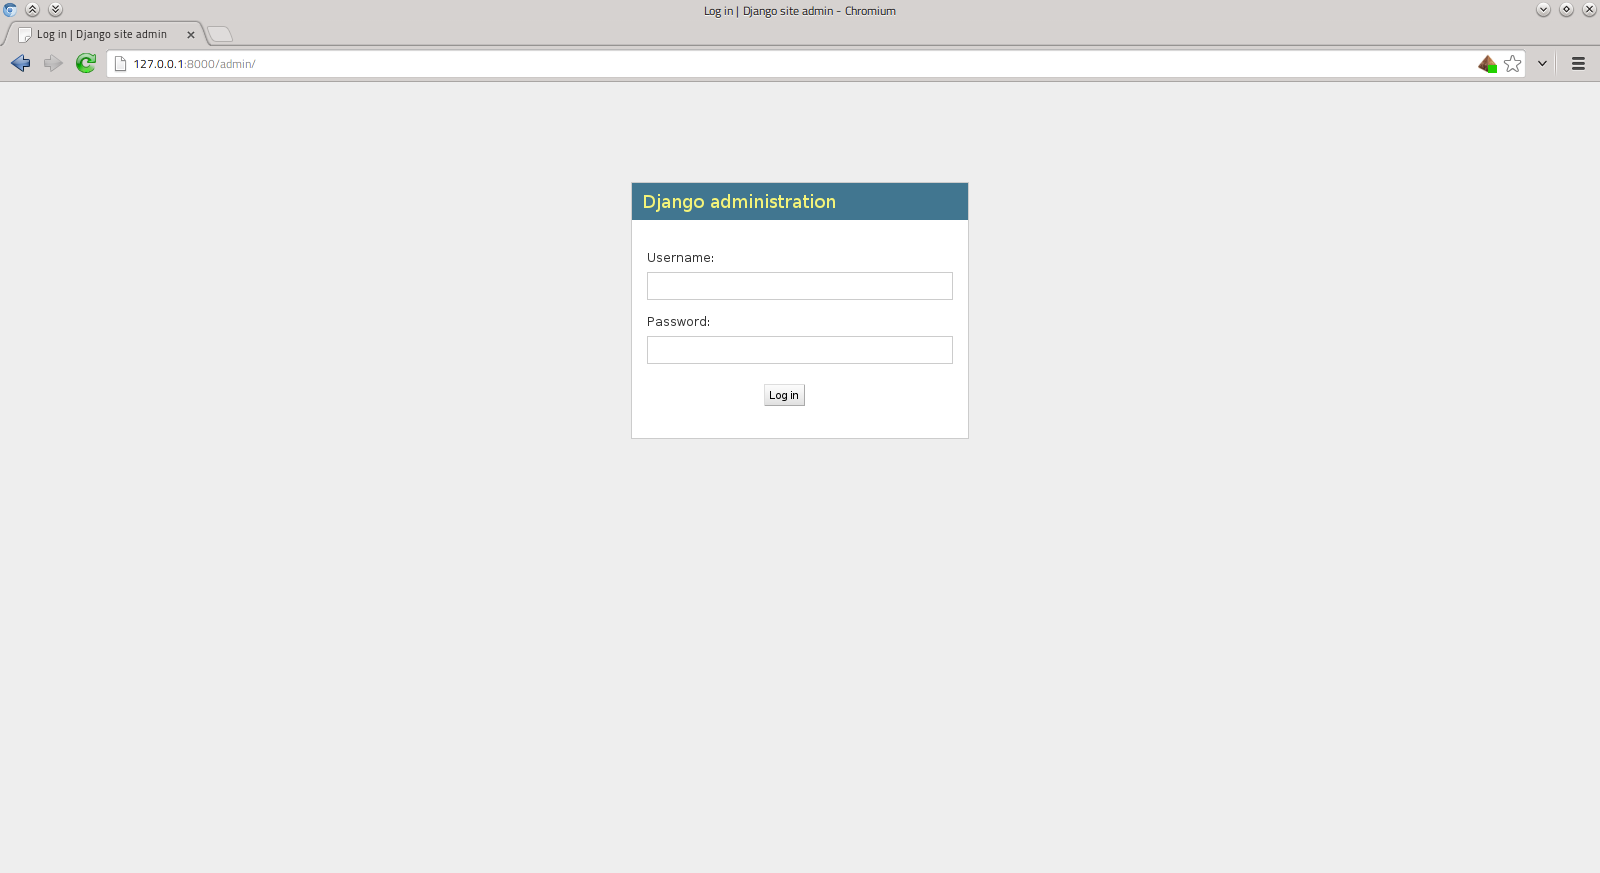 Log in | Django site admin - Chromium
Log in | Django site admin
127.0.0.1:8000/admin/
Django administration
Username:
Password:
Log in